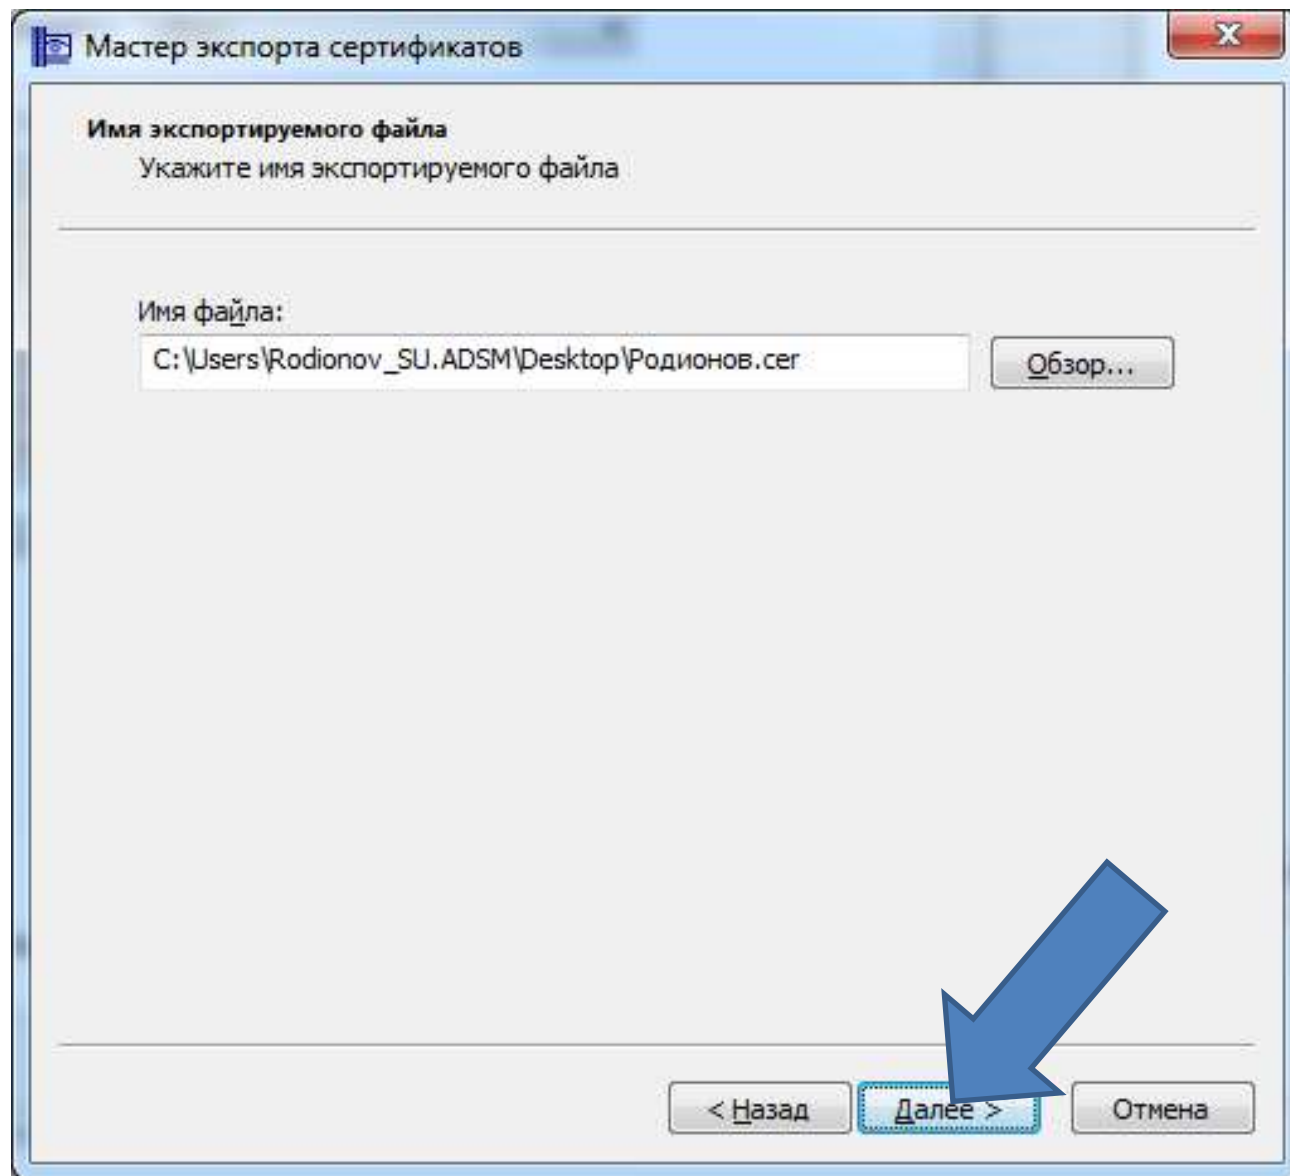 Мастер экспорта сертификатов
Имя экспортируемого файла
Укажите имя экспортируемого файла
Имя файла:
C:\Users\Rodionov_SU.ADSM\Desktop\Родионов.cer
Обзор...
< Назад
Далее >
Отмена